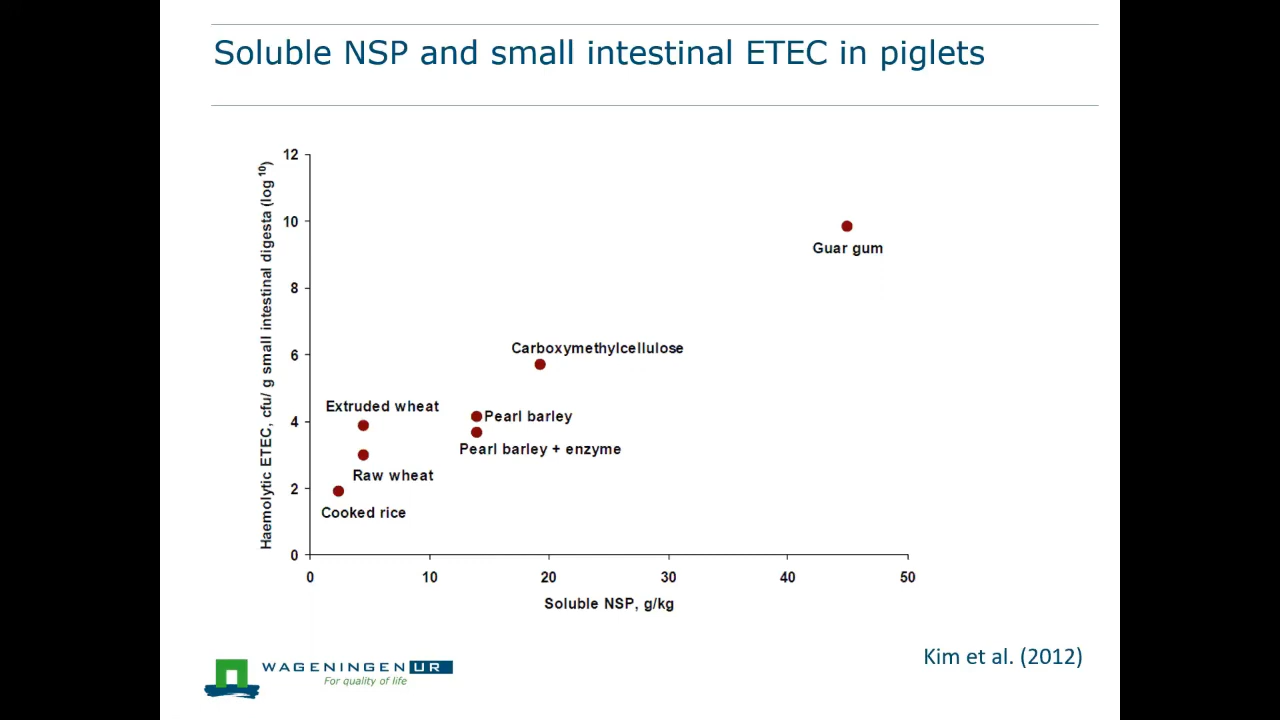 Soluble NSP and small intestinal ETEC in piglets
Haemolytic ETEC, cfu/ g small intestinal digesta (log 10)
12
10
8
6
4
2
0
Guar gum
Carboxymethylcellulose
Extruded wheat
Pearl barley
Pearl barley + enzyme
Raw wheat
Cooked rice
0 10 20 30 40 50
Soluble NSP, g/kg
WAGENINGEN UR
For quality of life
Kim et al. (2012)